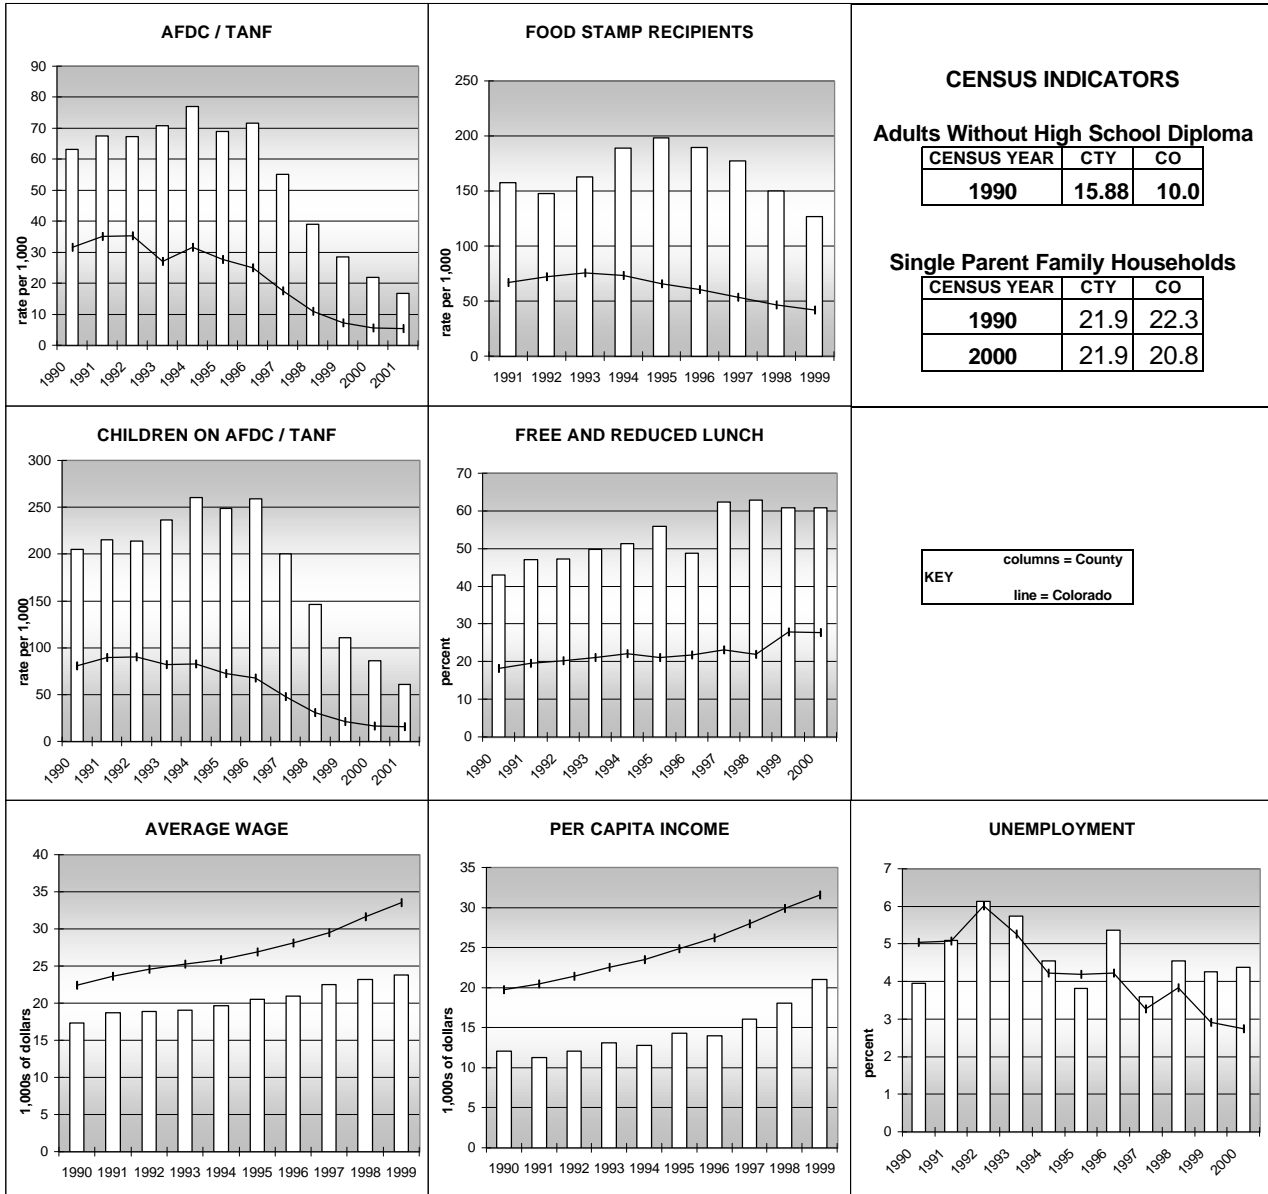 AFDC / TANF
90
80
70
60
50
40
30
20
10
0
rate per 1,000
1990 1991 1992 1993 1994 1995 1996 1997 1998 1999 2000 2001
FOOD STAMP RECIPIENTS
250
200
150
100
50
0
rate per 1,000
1991 1992 1993 1994 1995 1996 1997 1998 1999
CENSUS INDICATORS
Adults Without High School Diploma
CENSUS YEAR CTY CO
1990 15.88 10.0
Single Parent Family Households
CENSUS YEAR CTY CO
1990 21.9 22.3
2000 21.9 20.8
CHILDREN ON AFDC / TANF
300
250
200
150
100
50
0
rate per 1,000
1990 1991 1992 1993 1994 1995 1996 1997 1998 1999 2000 2001
FREE AND REDUCED LUNCH
70
60
50
40
30
20
10
0
percent
1990 1991 1992 1993 1994 1995 1996 1997 1998 1999 2000
columns = County
KEY
line = Colorado
AVERAGE WAGE
40
35
30
25
20
15
10
5
0
1,000s of dollars
1990 1991 1992 1993 1994 1995 1996 1997 1998 1999
PER CAPITA INCOME
35
30
25
20
15
10
5
0
1,000s of dollars
1990 1991 1992 1993 1994 1995 1996 1997 1998 1999
UNEMPLOYMENT
7
6
5
4
3
2
1
0
percent
1990 1991 1992 1993 1994 1995 1996 1997 1998 1999 2000